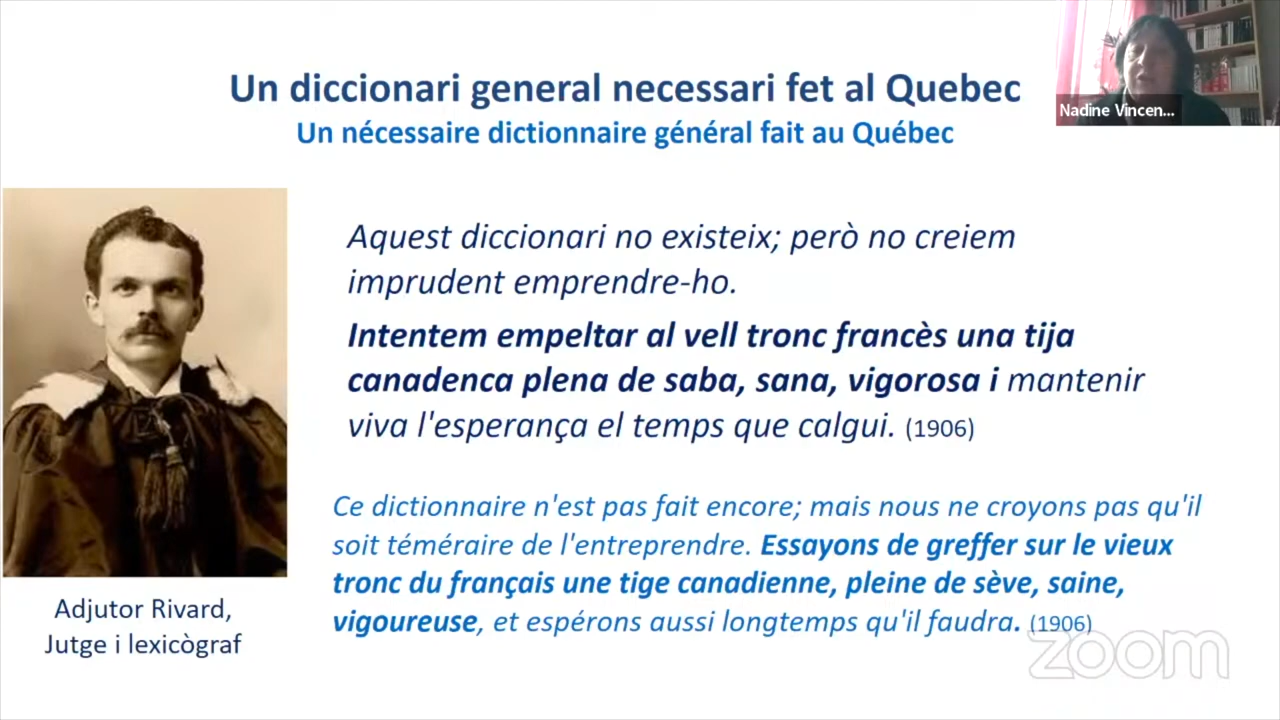 Un diccionari general necessari fet al Quebec
Un nécessaire dictionnaire général fait au Québec
Nadine Vincen...
Aquest diccionari no existeix; però no creiem
imprudent emprendre-ho.
Intentem empeltar al vell tronc francès una tija
canadenca plena de saba, sana, vigorosa i mantenir
viva l'esperança el temps que calgui. (1906)
Ce dictionnaire n'est pas fait encore; mais nous ne croyons pas qu'il
soit téméraire de l'entreprendre. Essayons de greffer sur le vieux
tronc du français une tige canadienne, pleine de sève, saine,
vigoureuse, et espérons aussi longtemps qu'il faudra. (1906)
Adjutor Rivard,
Jutge i lexicògraf
zoom